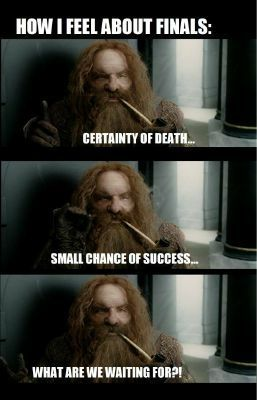 HOW I FEEL ABOUT FINALS:
CERTAINTY OF DEATH...
SMALL CHANCE OF SUCCESS...
WHAT ARE WE WAITING FOR?!